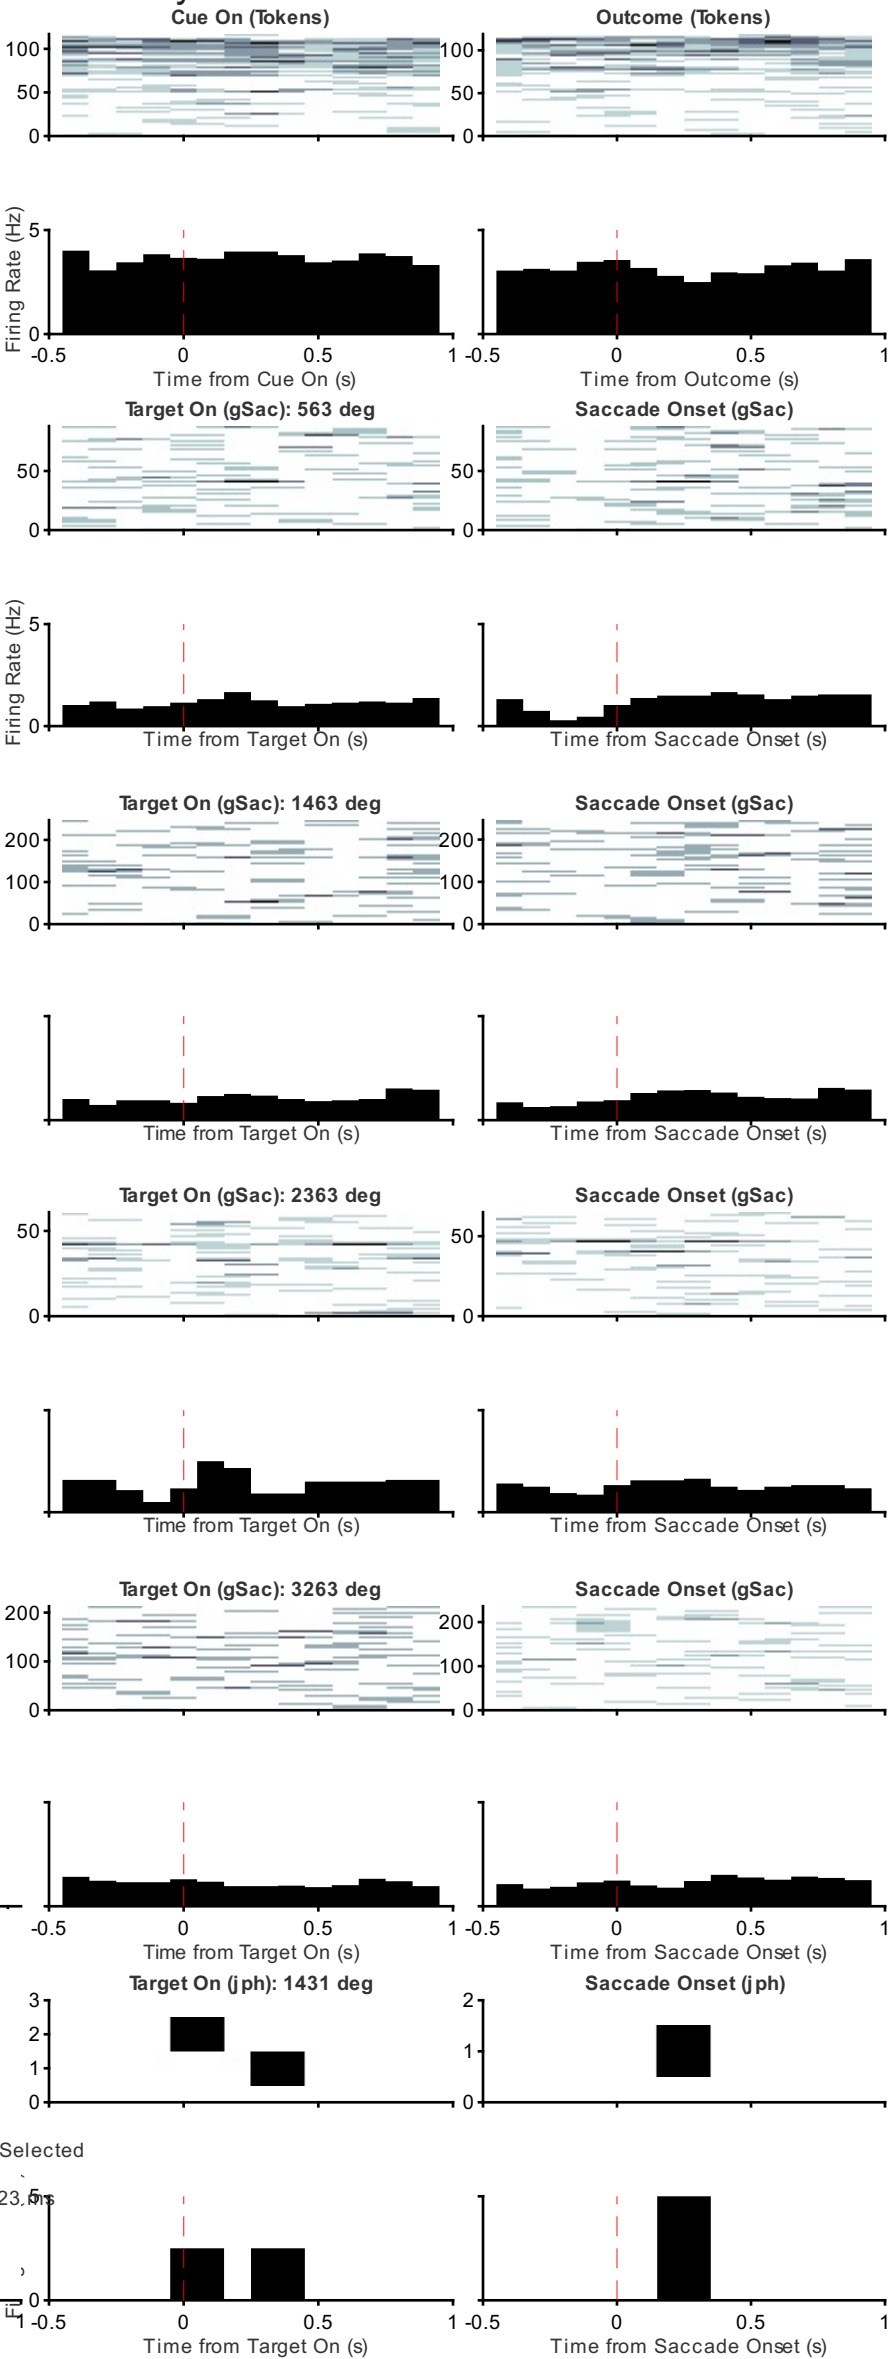 Cue On (Tokens) Outcome (Tokens)
100 100
50 50
0 0
Firing Rate (Hz)
5
0
-0.5 0 0.5 1 -0.5 0 0.5 1
Time from Cue On (s) Time from Outcome (s)
Target On (gSac): 563 deg Saccade Onset (gSac)
50 50
0 0
Firing Rate (Hz)
5
0
Time from Target On (s) Time from Saccade Onset (s)
Target On (gSac): 1463 deg Saccade Onset (gSac)
200 200
100 100
0 0
Time from Target On (s) Time from Saccade Onset (s)
Target On (gSac): 2363 deg Saccade Onset (gSac)
50 50
0 0
Time from Target On (s) Time from Saccade Onset (s)
Target On (gSac): 3263 deg Saccade Onset (gSac)
200 200
100 100
0 0
-0.5 0 0.5 1 -0.5 0 0.5 1
Time from Target On (s) Time from Saccade Onset (s)
Target On (jph): 1431 deg Saccade Onset (jph)
3 2
2
1 1
0 0
Selected
23 ms
5
0
1 -0.5 0 0.5 1 -0.5 0 0.5 1
Time from Target On (s) Time from Saccade Onset (s)